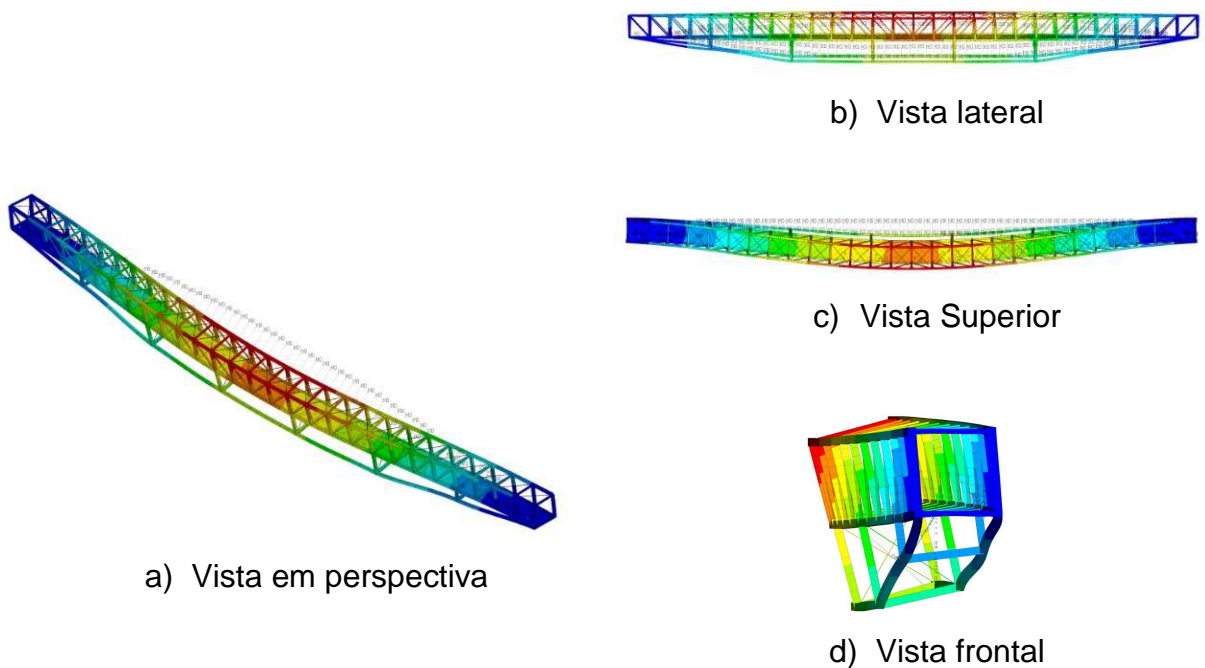 b) Vista lateral
c) Vista Superior
a) Vista em perspectiva
d) Vista frontal